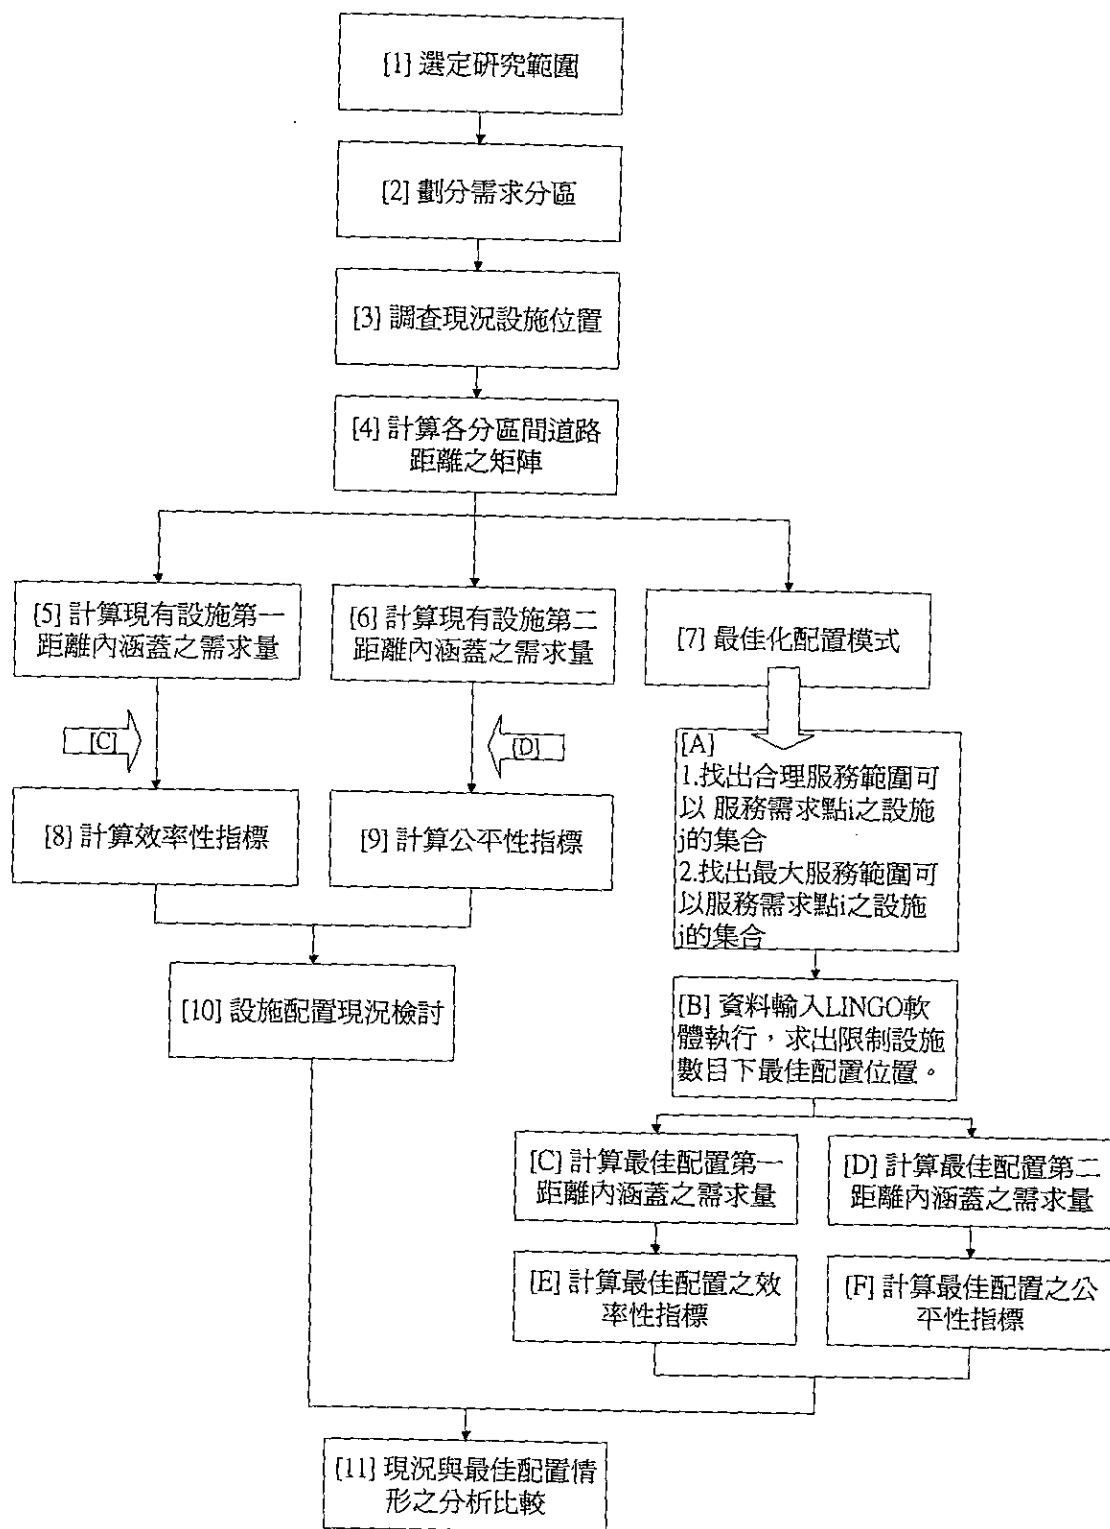 [1] 選定研究範圍
[2] 劃分需求分區
[3] 調查現況設施位置
[4] 計算各分區間道路
距離之矩陣
[5] 計算現有設施第一
距離內涵蓋之需求量
[6] 計算現有設施第二
距離內涵蓋之需求量
[7] 最佳化配置模式
[C]
[D]
[A]
1.找出合理服務範圍可
以 服務需求點i之設施
j的集合
2.找出最大服務範圍可
以服務需求點i之設施
j的集合
[8] 計算效率性指標
[9] 計算公平性指標
[10] 設施配置現況檢討
[B] 資料輸入LINGO軟
體執行，求出限制設施
數目下最佳配置位置。
[C] 計算最佳配置第一
距離內涵蓋之需求量
[D] 計算最佳配置第二
距離內涵蓋之需求量
[E] 計算最佳配置之效
率性指標
[F] 計算最佳配置之公
平性指標
[11] 現況與最佳配置情
形之分析比較